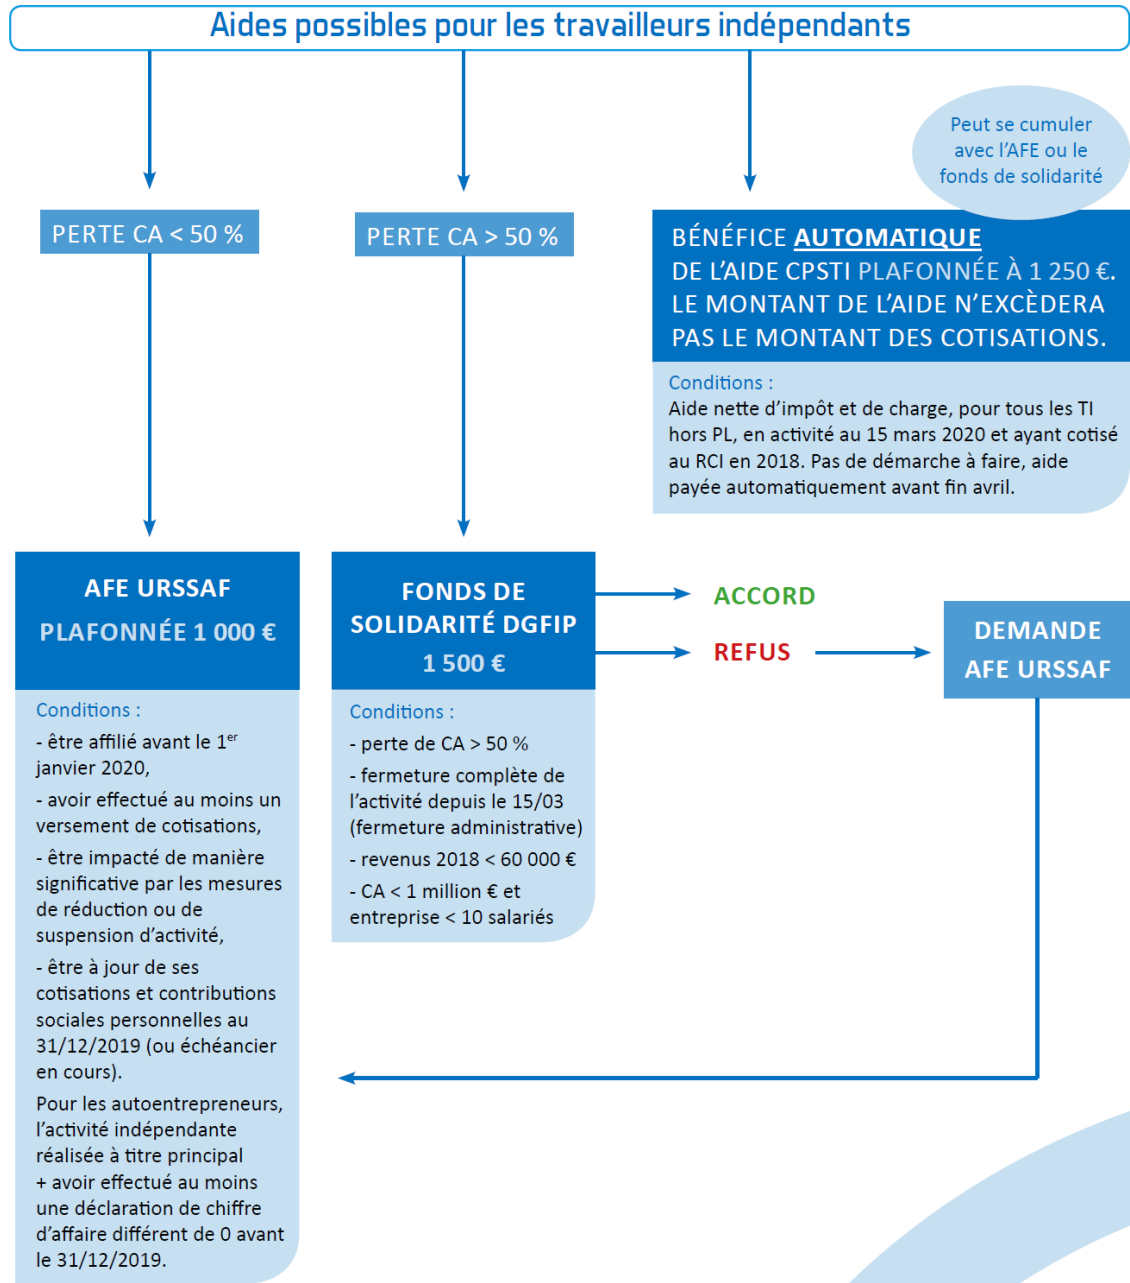 Aides possibles pour les travailleurs indépendants
Peut se cumuler
avec l’AFE ou le
fonds de solidarité
PERTE CA < 50 %
PERTE CA > 50 %
BÉNÉFICE AUTOMATIQUE
DE L’AIDE CPSTI PLAFONNÉE À 1 250 €.
LE MONTANT DE L’AIDE N’EXCÈDERA
PAS LE MONTANT DES COTISATIONS.
Conditions :
Aide nette d’impôt et de charge, pour tous les TI
hors PL, en activité au 15 mars 2020 et ayant cotisé
au RCI en 2018. Pas de démarche à faire, aide
payée automatiquement avant fin avril.
AFE URSSAF
PLAFONNÉE 1 000 €
Conditions :
- être affilié avant le 1er
janvier 2020,
- avoir effectué au moins un
versement de cotisations,
- être impacté de manière
significative par les mesures
de réduction ou de
suspension d’activité,
- être à jour de ses
cotisations et contributions
sociales personnelles au
31/12/2019 (ou échéancier
en cours).
Pour les autoentrepreneurs,
l’activité indépendante
réalisée à titre principal
+ avoir effectué au moins
une déclaration de chiffre
d’affaire différent de 0 avant
le 31/12/2019.
FONDS DE
SOLIDARITÉ DGFIP
1 500 €
Conditions :
- perte de CA > 50 %
- fermeture complète de
l’activité depuis le 15/03
(fermeture administrative)
- revenus 2018 < 60 000 €
- CA < 1 million € et
entreprise < 10 salariés
ACCORD
REFUS
DEMANDE
AFE URSSAF